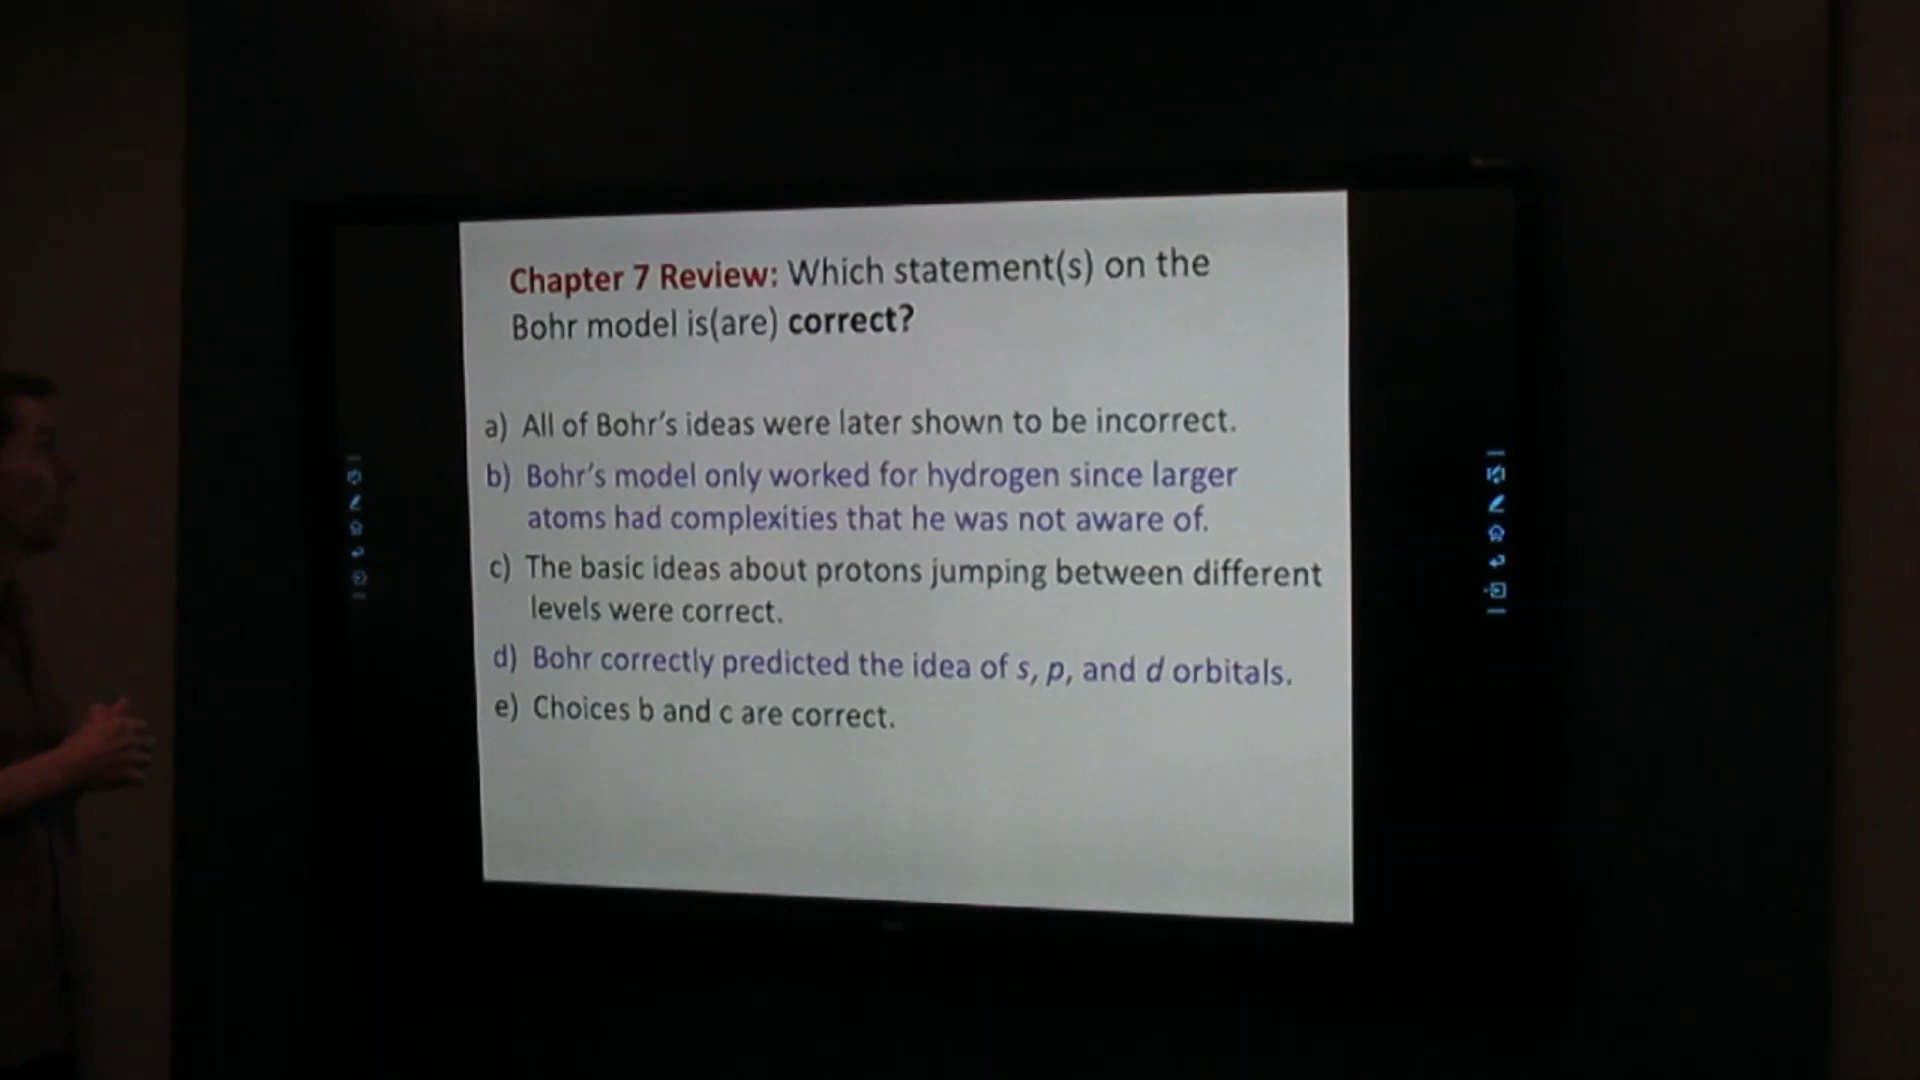 Chapter 7 Review: Which statement(s) on the
Bohr model is(are) correct?
a) All of Bohr's ideas were later shown to be incorrect.
b) Bohr's model only worked for hydrogen since larger
atoms had complexities that he was not aware of.
c) The basic ideas about protons jumping between different
levels were correct.
d) Bohr correctly predicted the idea of s, p, and d orbitals.
e) Choices b and c are correct.